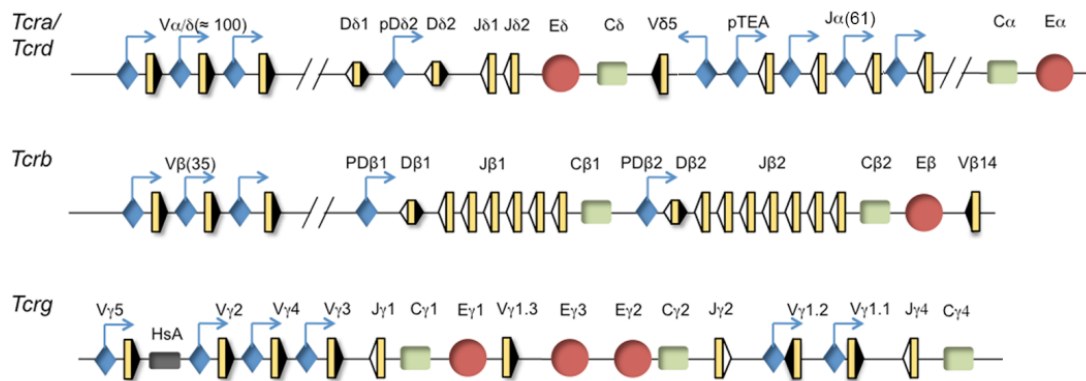 Tcra/
Tcrd
Vα/δ(≈ 100) Dδ1 pDδ2 Dδ2 Jδ1 Jδ2 Eδ Cδ Vδ5 pTEA Jα(61) Cα Eα
Tcrb
Vβ(35) PDβ1 Dβ1 Jβ1 Cβ1 PDβ2 Dβ2 Jβ2 Cβ2 Eβ Vβ14
Tcrg
Vγ5 HsA Vγ2 Vγ4 Vγ3 Jγ1 Cγ1 Eγ1 Vγ1.3 Eγ3 Eγ2 Cγ2 Jγ2 Vγ1.2 Vγ1.1 Jγ4 Cγ4